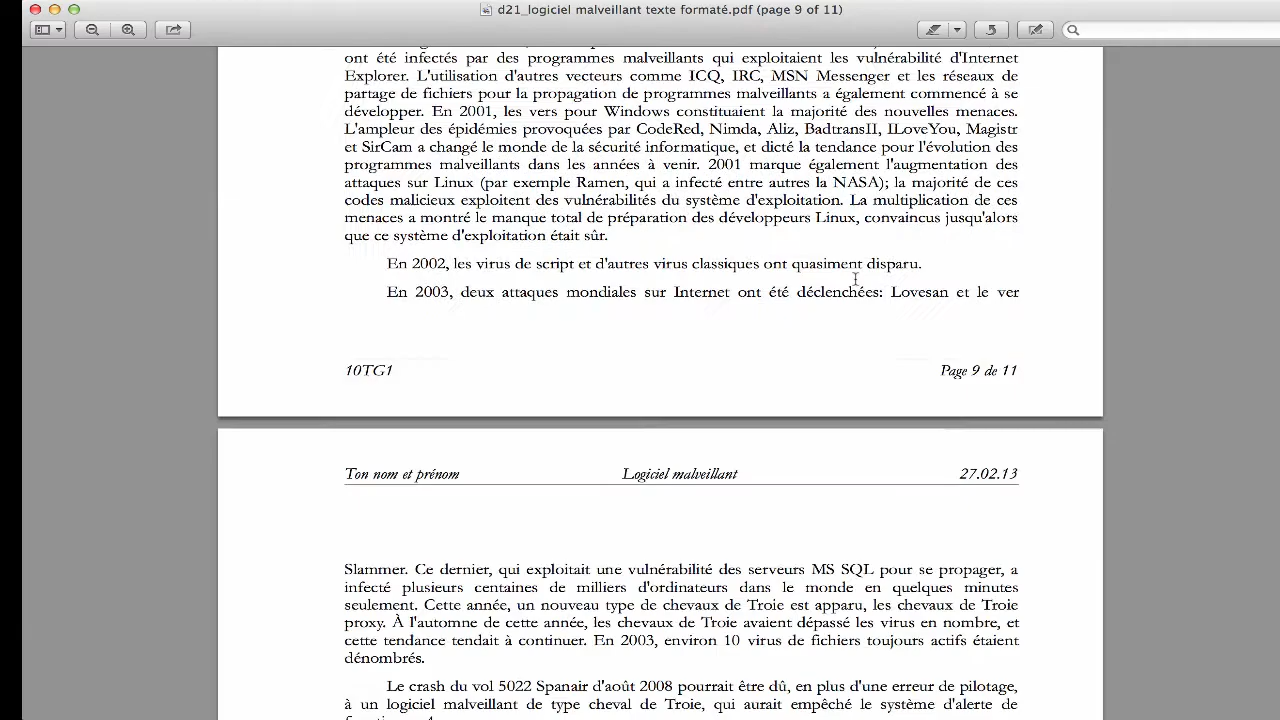 d21_logiciel malveillant texte formaté.pdf (page 9 of 11)
ont été infectés par des programmes malveillants qui exploitaient les vulnérabilité d'Internet
Explorer. L'utilisation d'autres vecteurs comme ICQ, IRC, MSN Messenger et les réseaux de
partage de fichiers pour la propagation de programmes malveillants a également commencé à se
développer. En 2001, les vers pour Windows constituaient la majorité des nouvelles menaces.
L'ampleur des épidémies provoquées par CodeRed, Nimda, Aliz, BadtransII, ILoveYou, Magistr
et SirCam a changé le monde de la sécurité informatique, et dicté la tendance pour l'évolution des
programmes malveillants dans les années à venir. 2001 marque également l'augmentation des
attaques sur Linux (par exemple Ramen, qui a infecté entre autres la NASA); la majorité de ces
codes malicieux exploitent des vulnérabilités du système d'exploitation. La multiplication de ces
menaces a montré le manque total de préparation des développeurs Linux, convaincus jusqu'alors
que ce système d'exploitation était sûr.
En 2002, les virus de script et d'autres virus classiques ont quasiment disparu.
En 2003, deux attaques mondiales sur Internet ont été déclenchées: Lovesan et le ver
10TG1 Page 9 de 11
Ton nom et prénom Logiciel malveillant 27.02.13
Slammer. Ce dernier, qui exploitait une vulnérabilité des serveurs MS SQL pour se propager, a
infecté plusieurs centaines de milliers d'ordinateurs dans le monde en quelques minutes
seulement. Cette année, un nouveau type de chevaux de Troie est apparu, les chevaux de Troie
proxy. À l'automne de cette année, les chevaux de Troie avaient dépassé les virus en nombre, et
cette tendance tendait à continuer. En 2003, environ 10 virus de fichiers toujours actifs étaient
dénombrés.
Le crash du vol 5022 Spanair d'août 2008 pourrait être dû, en plus d'une erreur de pilotage,
à un logiciel malveillant de type cheval de Troie, qui aurait empêché le système d'alerte de